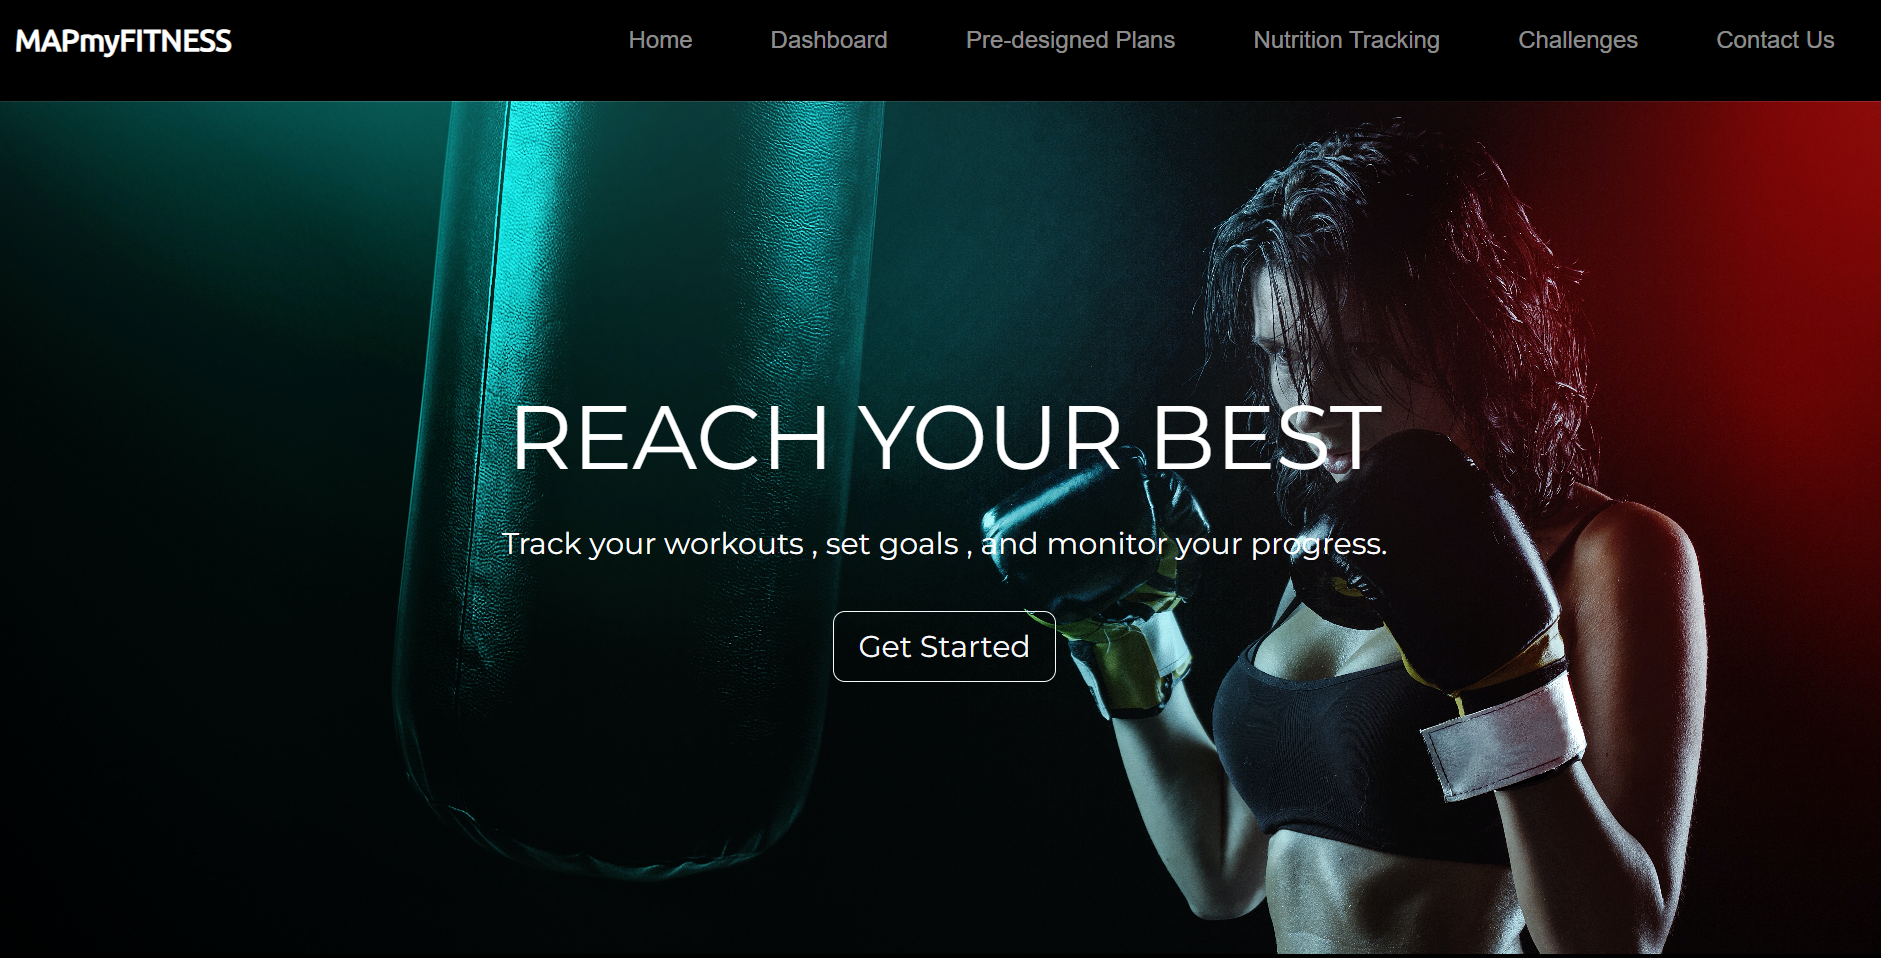 MAPmyFITNESS Home Dashboard Pre-designed Plans Nutrition Tracking Challenges Contact Us
REACH YOUR BEST
Track your workouts , set goals , and monitor your progress.
Get Started